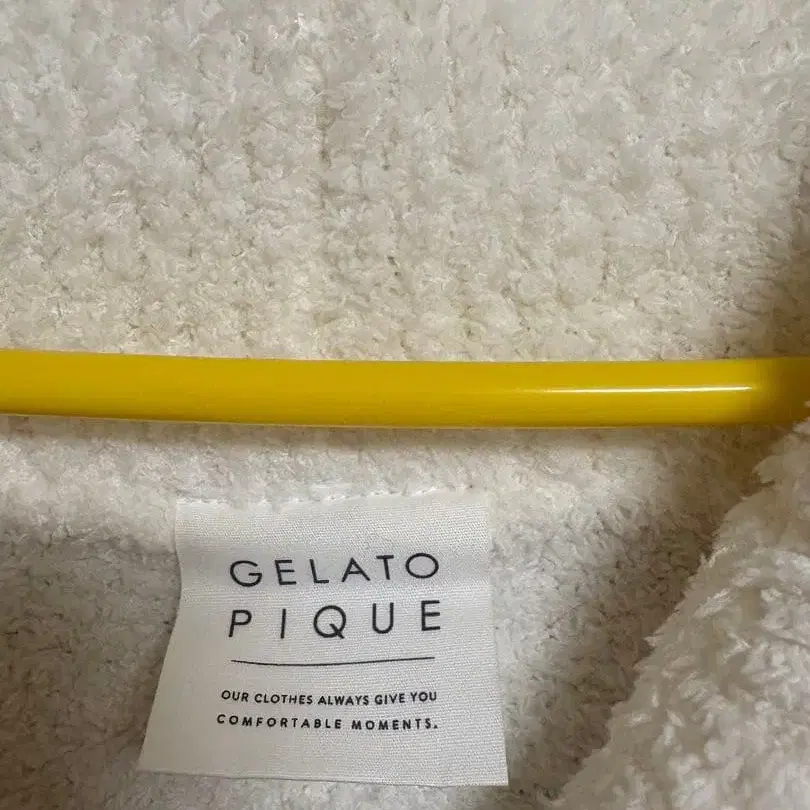 GELATO
PIQUE
OUR CLOTHES ALWAYS GIVE YOU
COMFORTABLE MOMENTS.